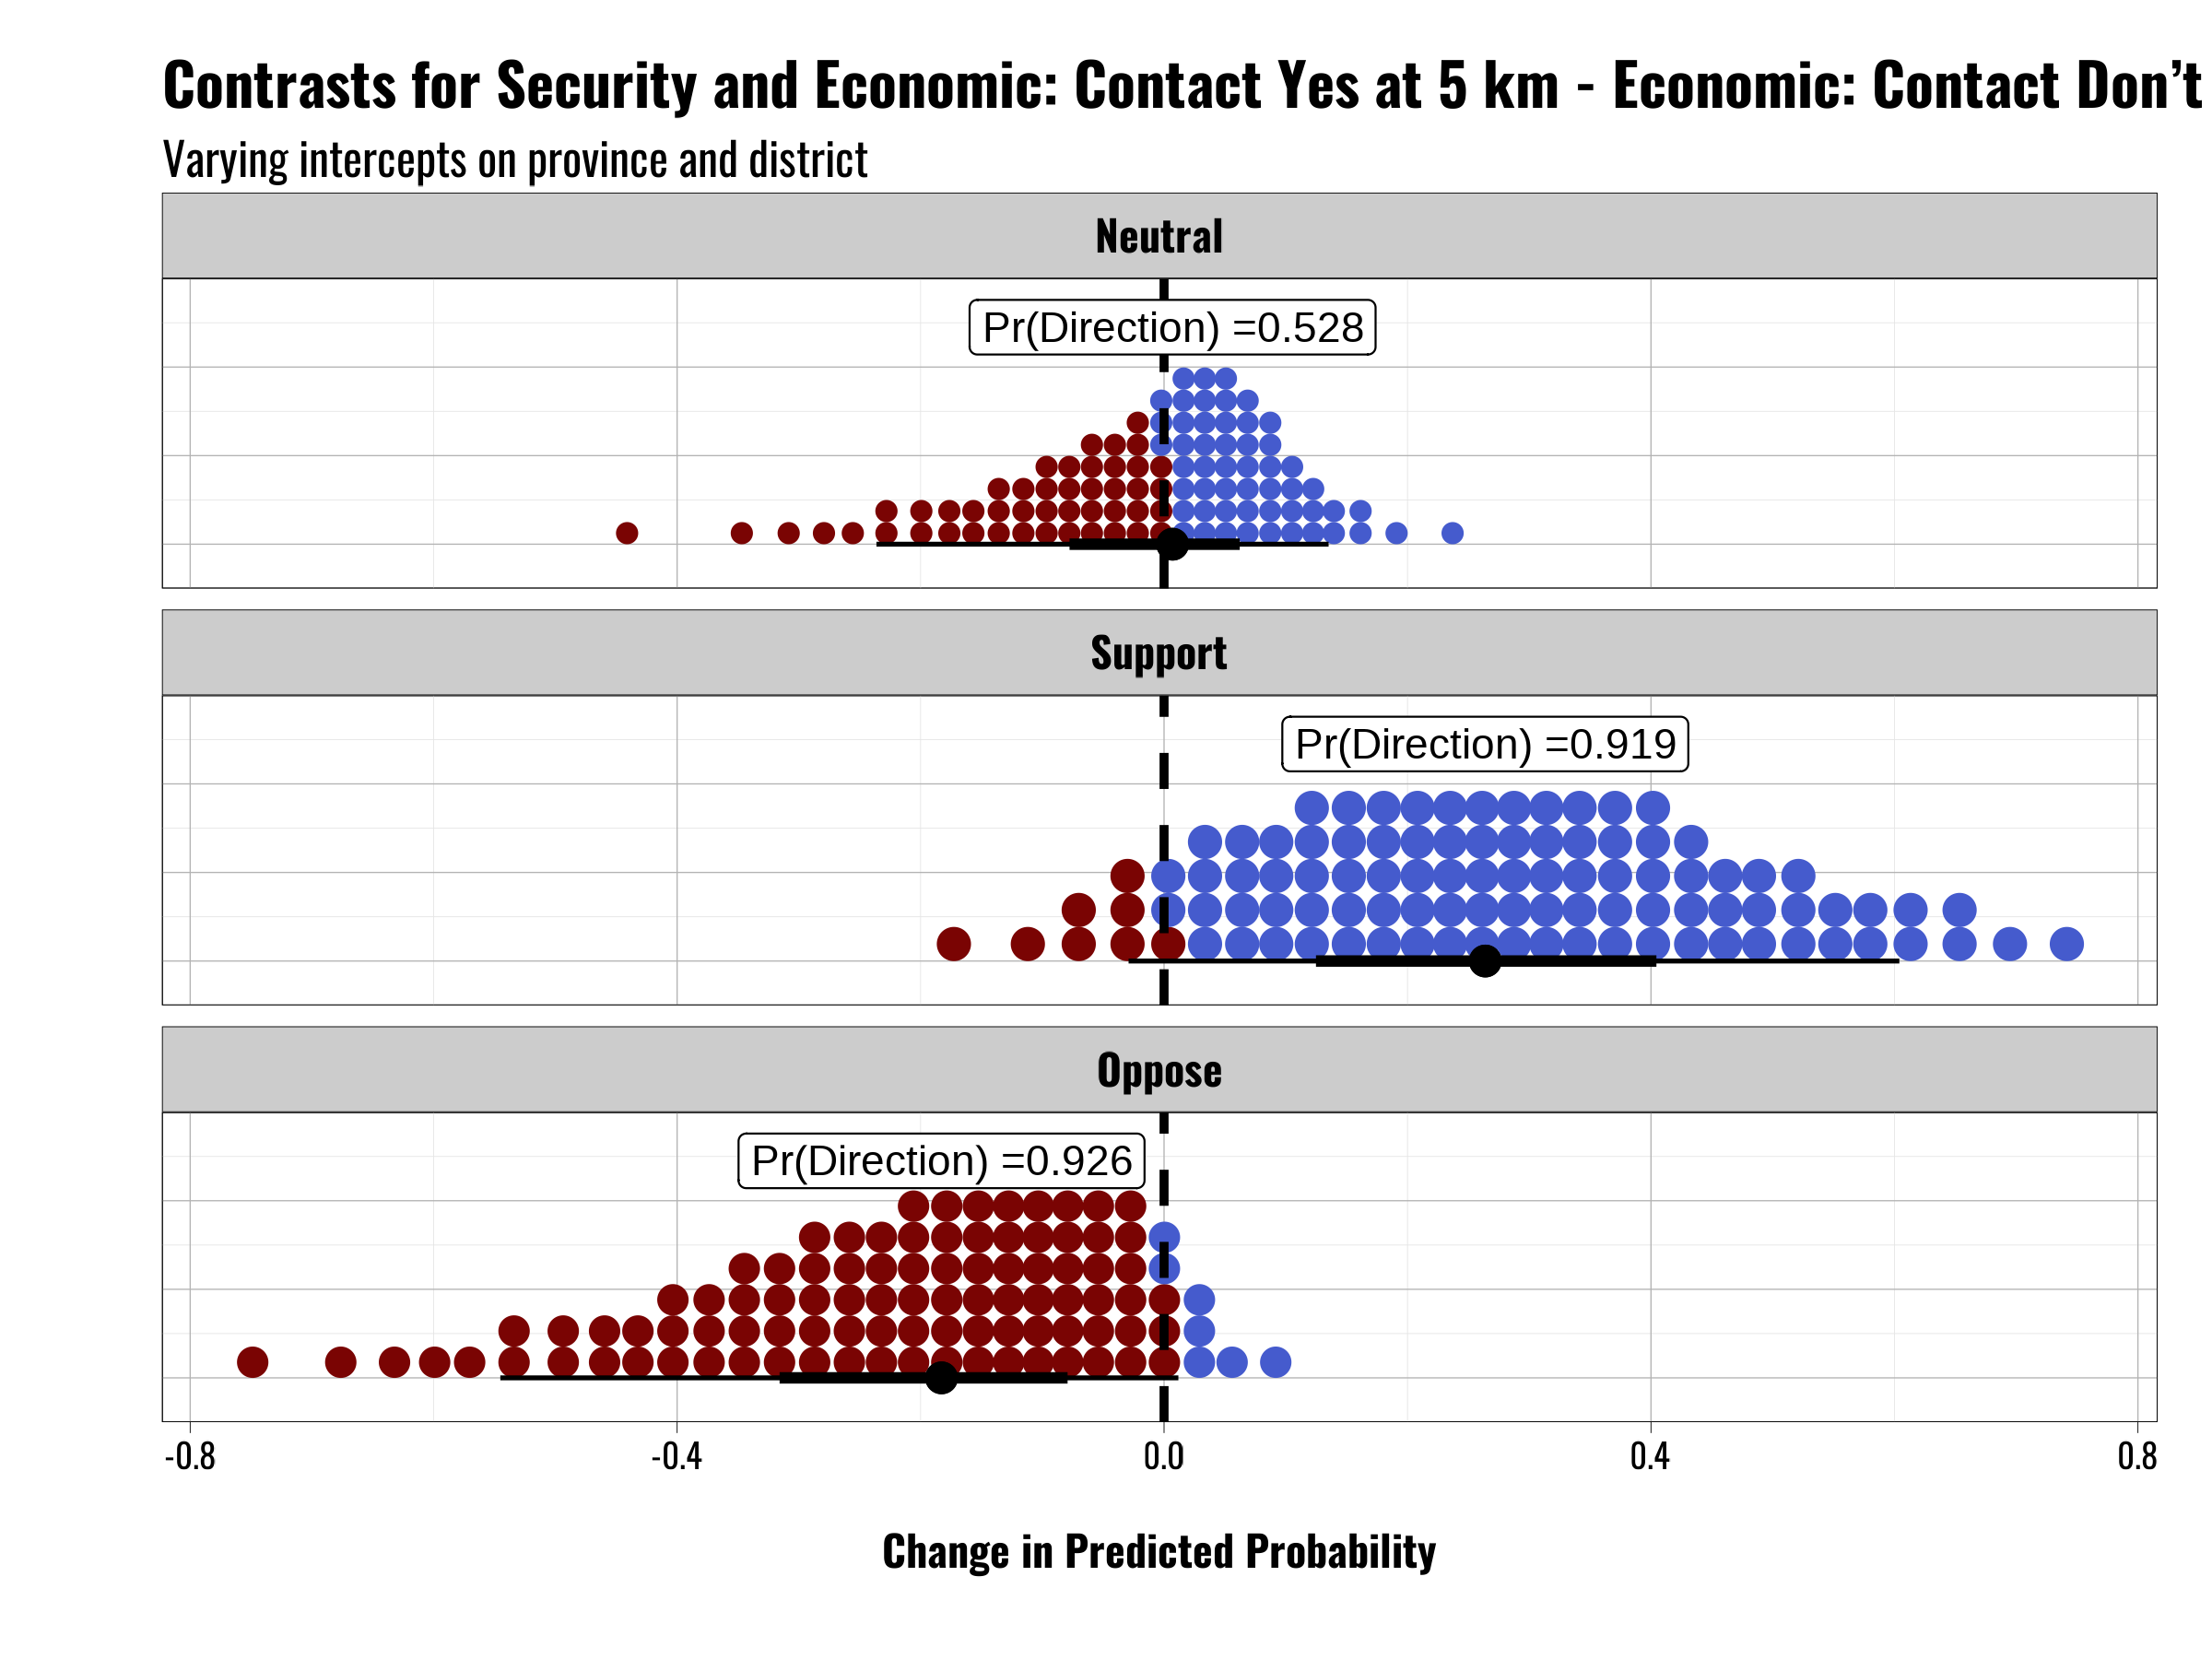 Contrasts for Security and Economic: Contact Yes at 5 km - Economic: Contact Don’t
Varying intercepts on province and district
Neutral
Pr(Direction) =0.528
Support
Pr(Direction) =0.919
Oppose
Pr(Direction) =0.926
-0.8 -0.4 0.0 0.4 0.8
Change in Predicted Probability